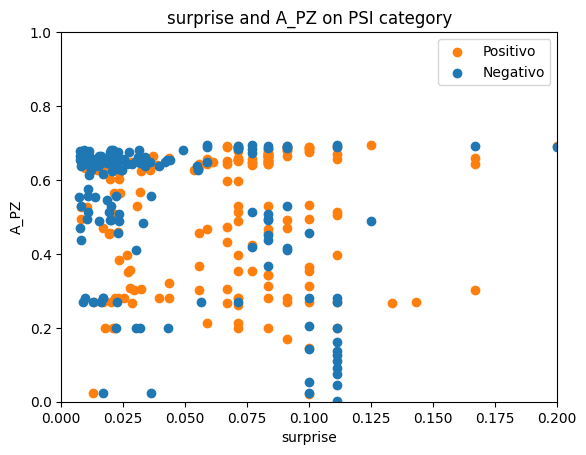 surprise and A_PZ on PSI category
Positivo
Negativo
A_PZ
1.0
0.8
0.6
0.4
0.2
0.0
0.000 0.025 0.050 0.075 0.100 0.125 0.150 0.175 0.200
surprise